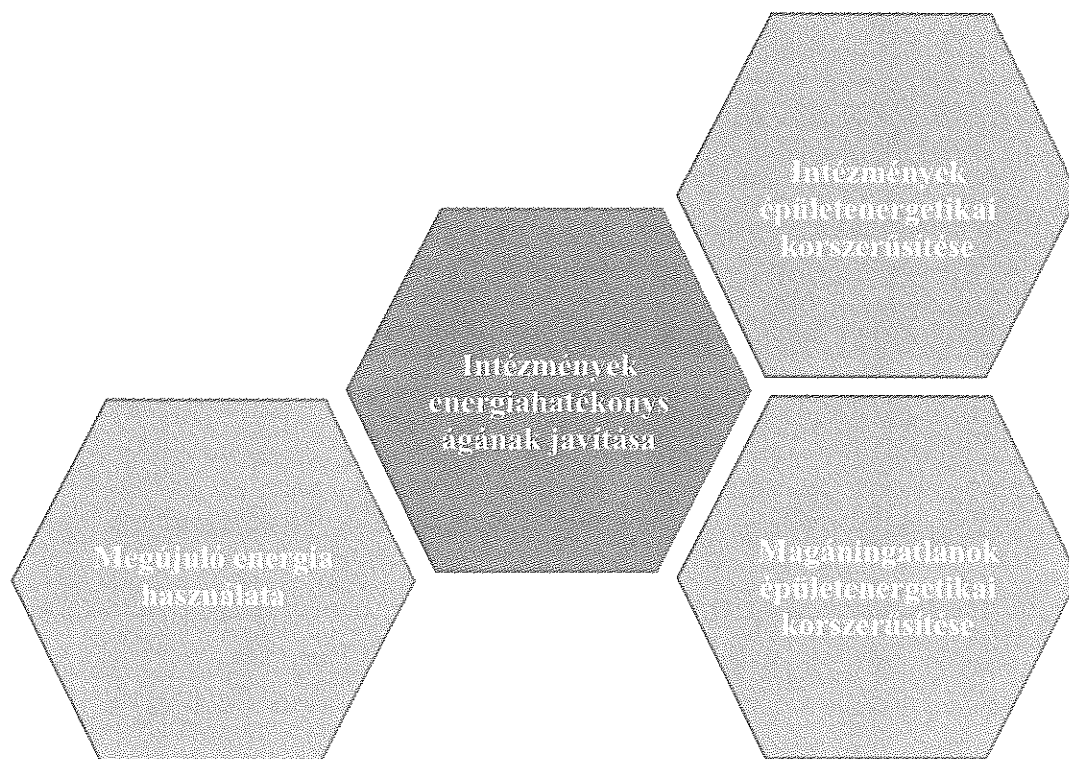 Intézmények
épületenergetikai
korszerűsítése
Intézmények
energiahatékonys
ágának javítása
Megújuló energia
használata
Magáningatlanok
épületenergetikai
korszerűsítése